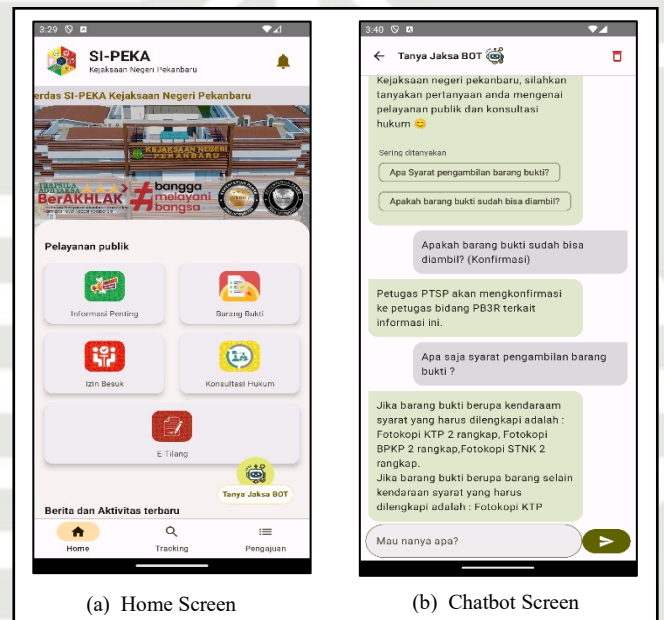 3:29
SI-PEKA
Kejaksaan Negeri Pekanbaru
erdas SI-PEKA Kejaksaan Negeri Pekanbaru
KEJAKSAAN NEGERI
PEKANBARU
TRAPSILA
ADHYAKSA
BerAKHLAK
#bangga
melayani
bangsa
Pelayanan publik
Informasi Penting
Barang Bukti
Izin Besuk
Konsultasi Hukum
E-Tilang
Tanya Jaksa BOT
Berita dan Aktivitas terbaru
Home
Tracking
Pengajuan
(a) Home Screen
3:40
Tanya Jaksa BOT
Kejaksaan negeri pekanbaru, silahkan
tanyakan pertanyaan anda mengenai
pelayanan publik dan konsultasi
hukum 😊
Sering ditanyakan
Apa Syarat pengambilan barang bukti?
Apakah barang bukti sudah bisa diambil?
Apakah barang bukti sudah bisa
diambil? (Konfirmasi)
Petugas PTSP akan mengkonfirmasi
ke petugas bidang PB3R terkait
informasi ini.
Apa saja syarat pengambilan barang
bukti ?
Jika barang bukti berupa kendaraam
syarat yang harus dilengkapi adalah :
Fotokopi KTP 2 rangkap, Fotokopi
BPKP 2 rangkap,Fotokopi STNK 2
rangkap.
Jika barang bukti berupa barang selain
kendaraan syarat yang harus
dilengkapi adalah : Fotokopi KTP
Mau nanya apa?
(b) Chatbot Screen